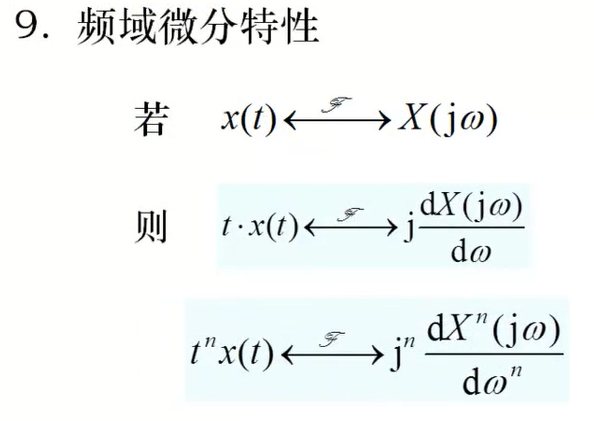 9. 频域微分特性
若 x(t) ←ℱ→ X(jω)
则 t·x(t) ←ℱ→ j dX(jω)/dω
tⁿx(t) ←ℱ→ jⁿ dXⁿ(jω)/dωⁿ